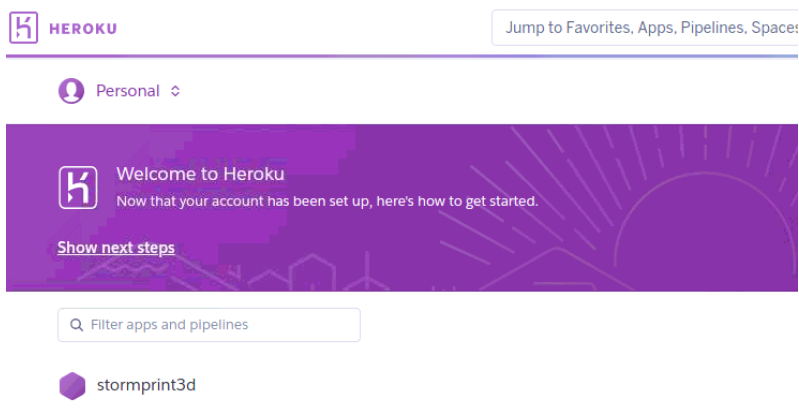 HEROKU
Jump to Favorites, Apps, Pipelines, Spaces
Personal
Welcome to Heroku
Now that your account has been set up, here's how to get started.
Show next steps
Filter apps and pipelines
stormprint3d